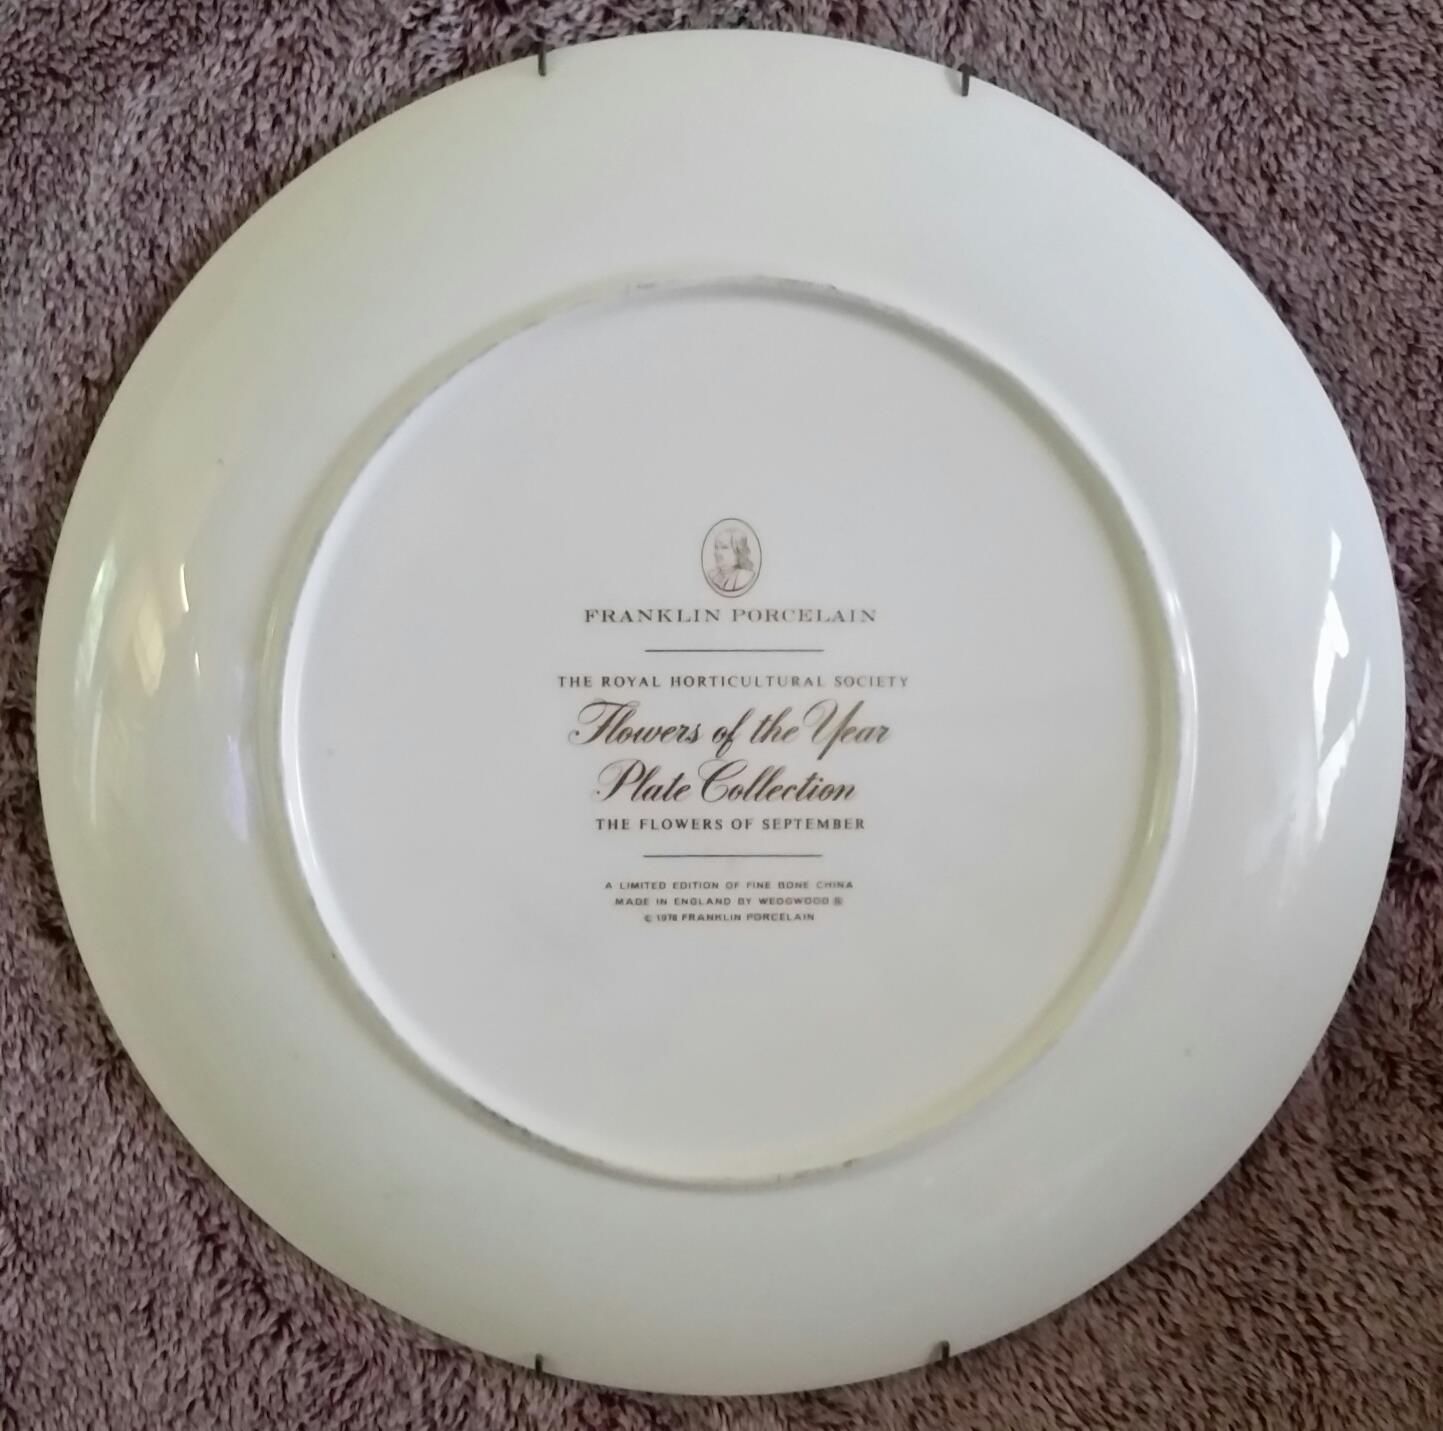 FRANKLIN PORCELAIN
THE ROYAL HORTICULTURAL SOCIETY
Flowers of the Year
Plate Collection
THE FLOWERS OF SEPTEMBER
A LIMITED EDITION OF FINE BONE CHINA
MADE IN ENGLAND BY WEDGWOOD ®
© 1978 FRANKLIN PORCELAIN